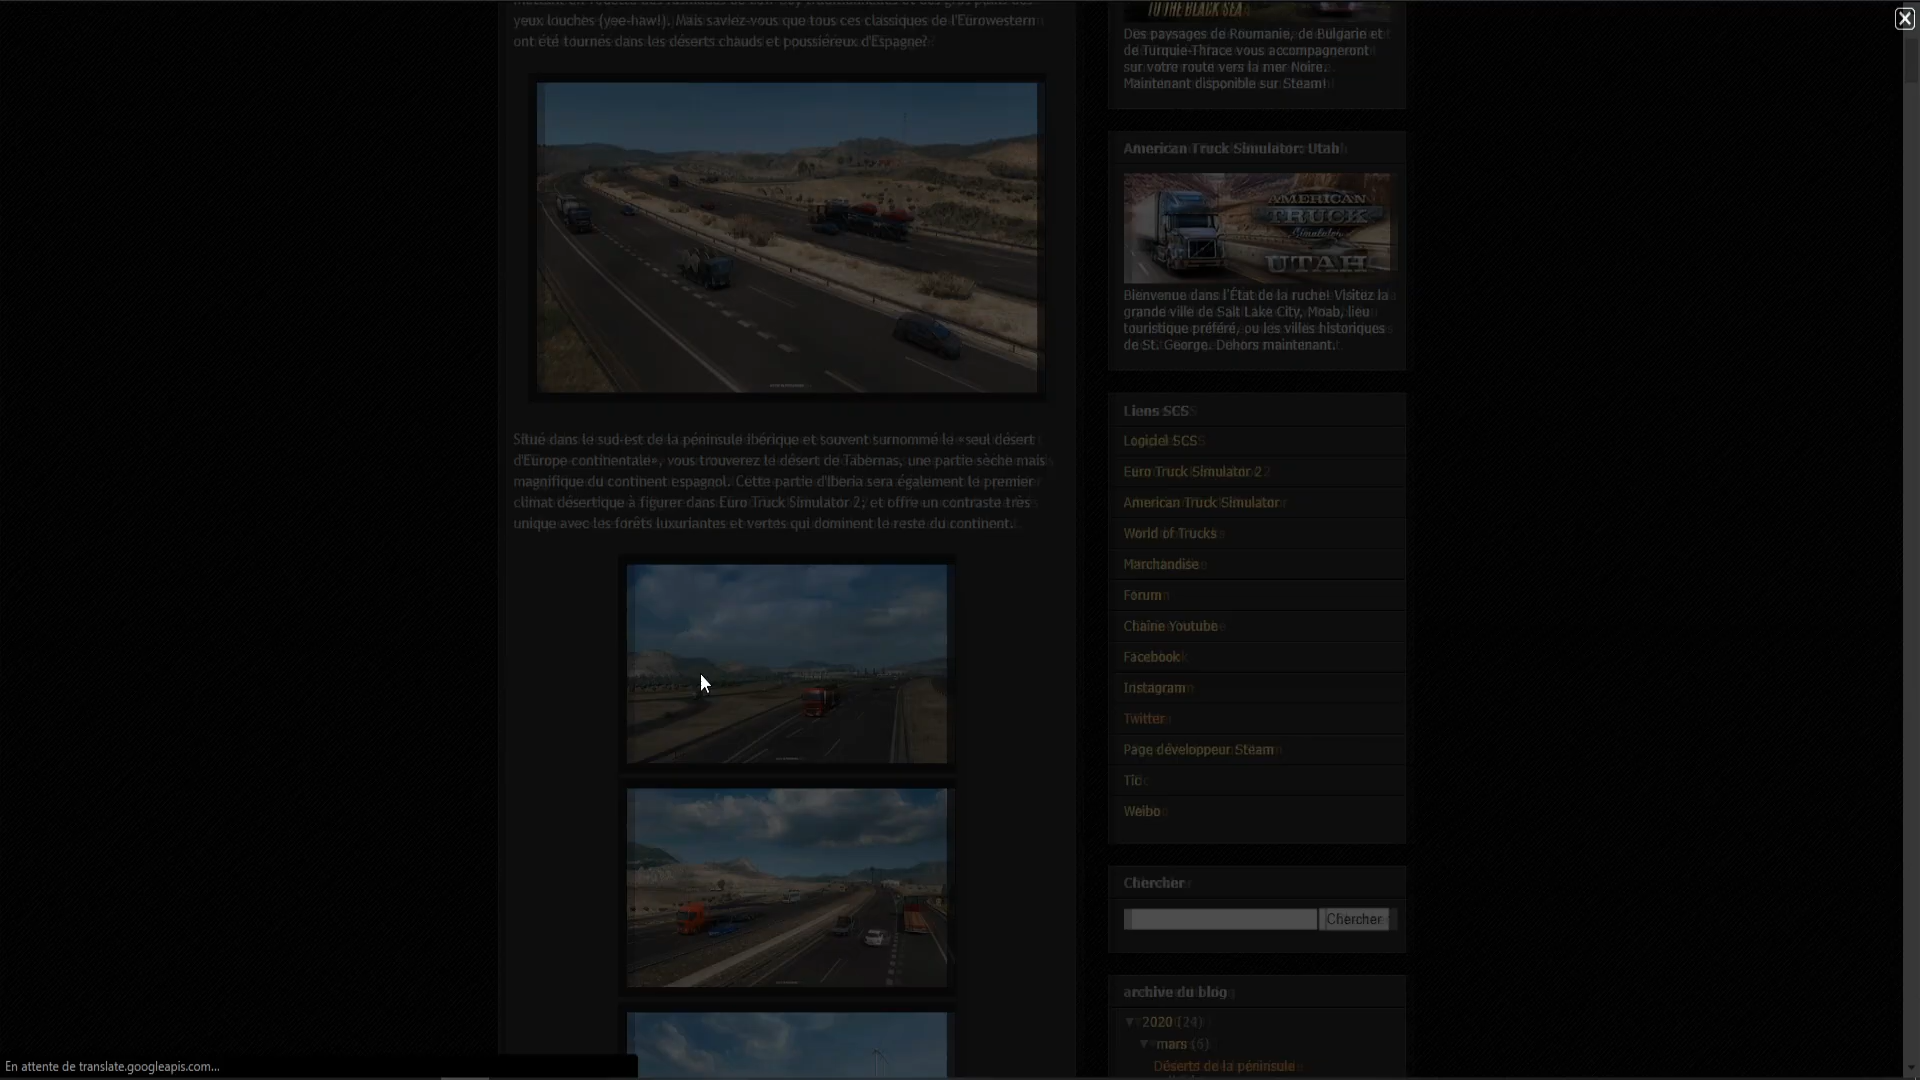 yeux louches (yee-haw!). Mais saviez-vous que tous ces classiques de l'Eurowestern
ont été tournés dans les déserts chauds et poussiéreux d'Espagne?
Situé dans le sud-est de la péninsule Ibérique et souvent surnommé le «seul désert
d'Europe continentale», vous trouverez le désert de Tabernas, une partie sèche mais
magnifique du continent espagnol. Cette partie d'Iberia sera également le premier
climat désertique à figurer dans Euro Truck Simulator 2, et offre un contraste très
unique avec les forêts luxuriantes et vertes qui dominent le reste du continent.
TO THE BLACK SEA
Des paysages de Roumanie, de Bulgarie et
de Turquie-Thrace vous accompagneront
sur votre route vers la mer Noire.
Maintenant disponible sur Steam!
American Truck Simulator: Utah
AMERICAN
TRUCK
Simulator
UTAH
Bienvenue dans l'État de la ruche! Visitez la
grande ville de Salt Lake City, Moab, lieu
touristique préféré, ou les villes historiques
de St. George. Dehors maintenant.
Liens SCS
Logiciel SCS
Euro Truck Simulator 2
American Truck Simulator
World of Trucks
Marchandise
Forum
Chaîne Youtube
Facebook
Instagram
Twitter
Page développeur Steam
Tic
Weibo
Chercher
Chercher
archive du blog
▼ 2020 (24)
▼ mars (6)
Déserts de la péninsule
En attente de translate.googleapis.com...